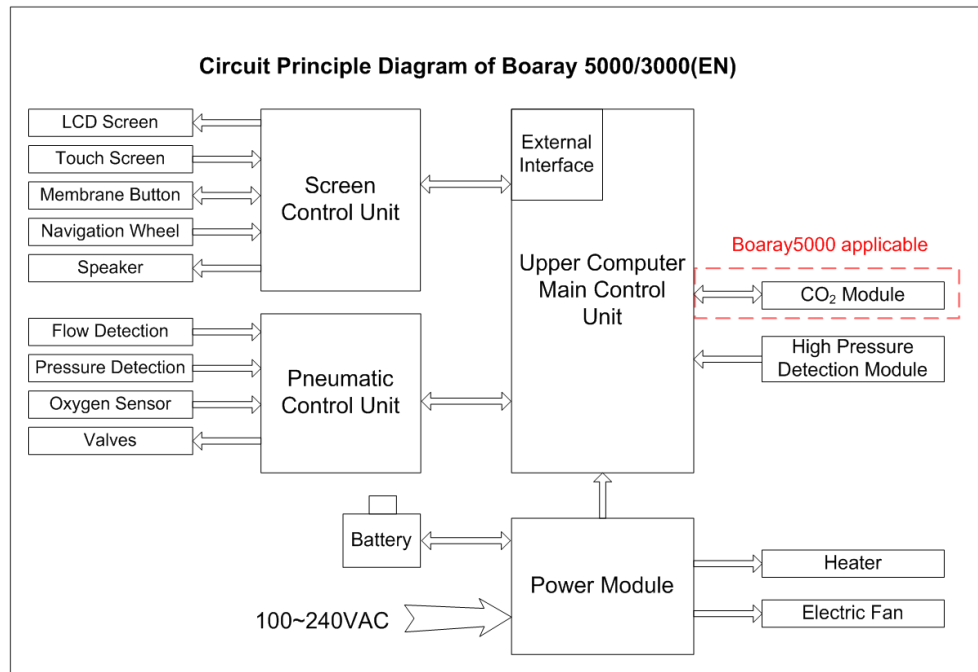 Circuit Principle Diagram of Boaray 5000/3000(EN)
LCD Screen
Touch Screen
Membrane Button
Navigation Wheel
Speaker
Screen
Control Unit
External
Interface
Upper Computer
Main Control
Unit
Boaray5000 applicable
CO₂ Module
High Pressure
Detection Module
Flow Detection
Pressure Detection
Oxygen Sensor
Valves
Pneumatic
Control Unit
Battery
100~240VAC
Power Module
Heater
Electric Fan